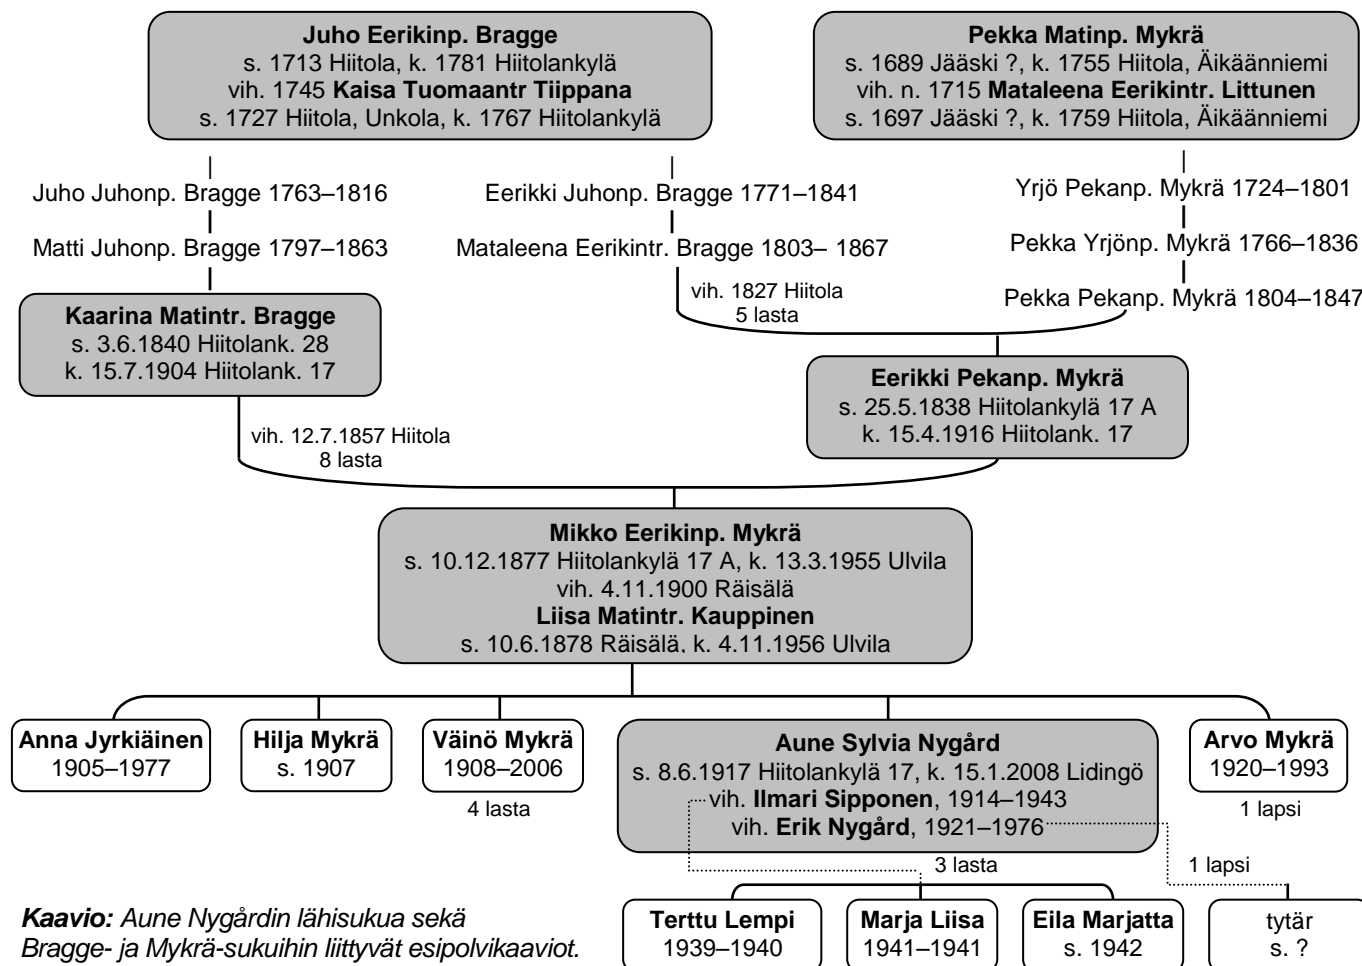 Juho Eerikinp. Bragge
s. 1713 Hiitola, k. 1781 Hiitolankylä
vih. 1745 Kaisa Tuomaantr Tiippana
s. 1727 Hiitola, Unkola, k. 1767 Hiitolankylä
Pekka Matinp. Mykrä
s. 1689 Jääski ?, k. 1755 Hiitola, Äikäänniemi
vih. n. 1715 Mataleena Eerikintr. Littunen
s. 1697 Jääski ?, k. 1759 Hiitola, Äikäänniemi
Juho Juhonp. Bragge 1763–1816
Matti Juhonp. Bragge 1797–1863
Eerikki Juhonp. Bragge 1771–1841
Mataleena Eerikintr. Bragge 1803– 1867
Yrjö Pekanp. Mykrä 1724–1801
Pekka Yrjönp. Mykrä 1766–1836
Pekka Pekanp. Mykrä 1804–1847
vih. 1827 Hiitola
5 lasta
Kaarina Matintr. Bragge
s. 3.6.1840 Hiitolank. 28
k. 15.7.1904 Hiitolank. 17
Eerikki Pekanp. Mykrä
s. 25.5.1838 Hiitolankylä 17 A
k. 15.4.1916 Hiitolank. 17
vih. 12.7.1857 Hiitola
8 lasta
Mikko Eerikinp. Mykrä
s. 10.12.1877 Hiitolankylä 17 A, k. 13.3.1955 Ulvila
vih. 4.11.1900 Räisälä
Liisa Matintr. Kauppinen
s. 10.6.1878 Räisälä, k. 4.11.1956 Ulvila
Anna Jyrkiäinen
1905–1977
Hilja Mykrä
s. 1907
Väinö Mykrä
1908–2006
4 lasta
Aune Sylvia Nygård
s. 8.6.1917 Hiitolankylä 17, k. 15.1.2008 Lidingö
vih. Ilmari Sipponen, 1914–1943
vih. Erik Nygård, 1921–1976
Arvo Mykrä
1920–1993
1 lapsi
3 lasta
1 lapsi
Terttu Lempi
1939–1940
Marja Liisa
1941–1941
Eila Marjatta
s. 1942
tytär
s. ?
Kaavio: Aune Nygårdin lähisukua sekä
Bragge- ja Mykrä-sukuihin liittyvät esipolvikaaviot.